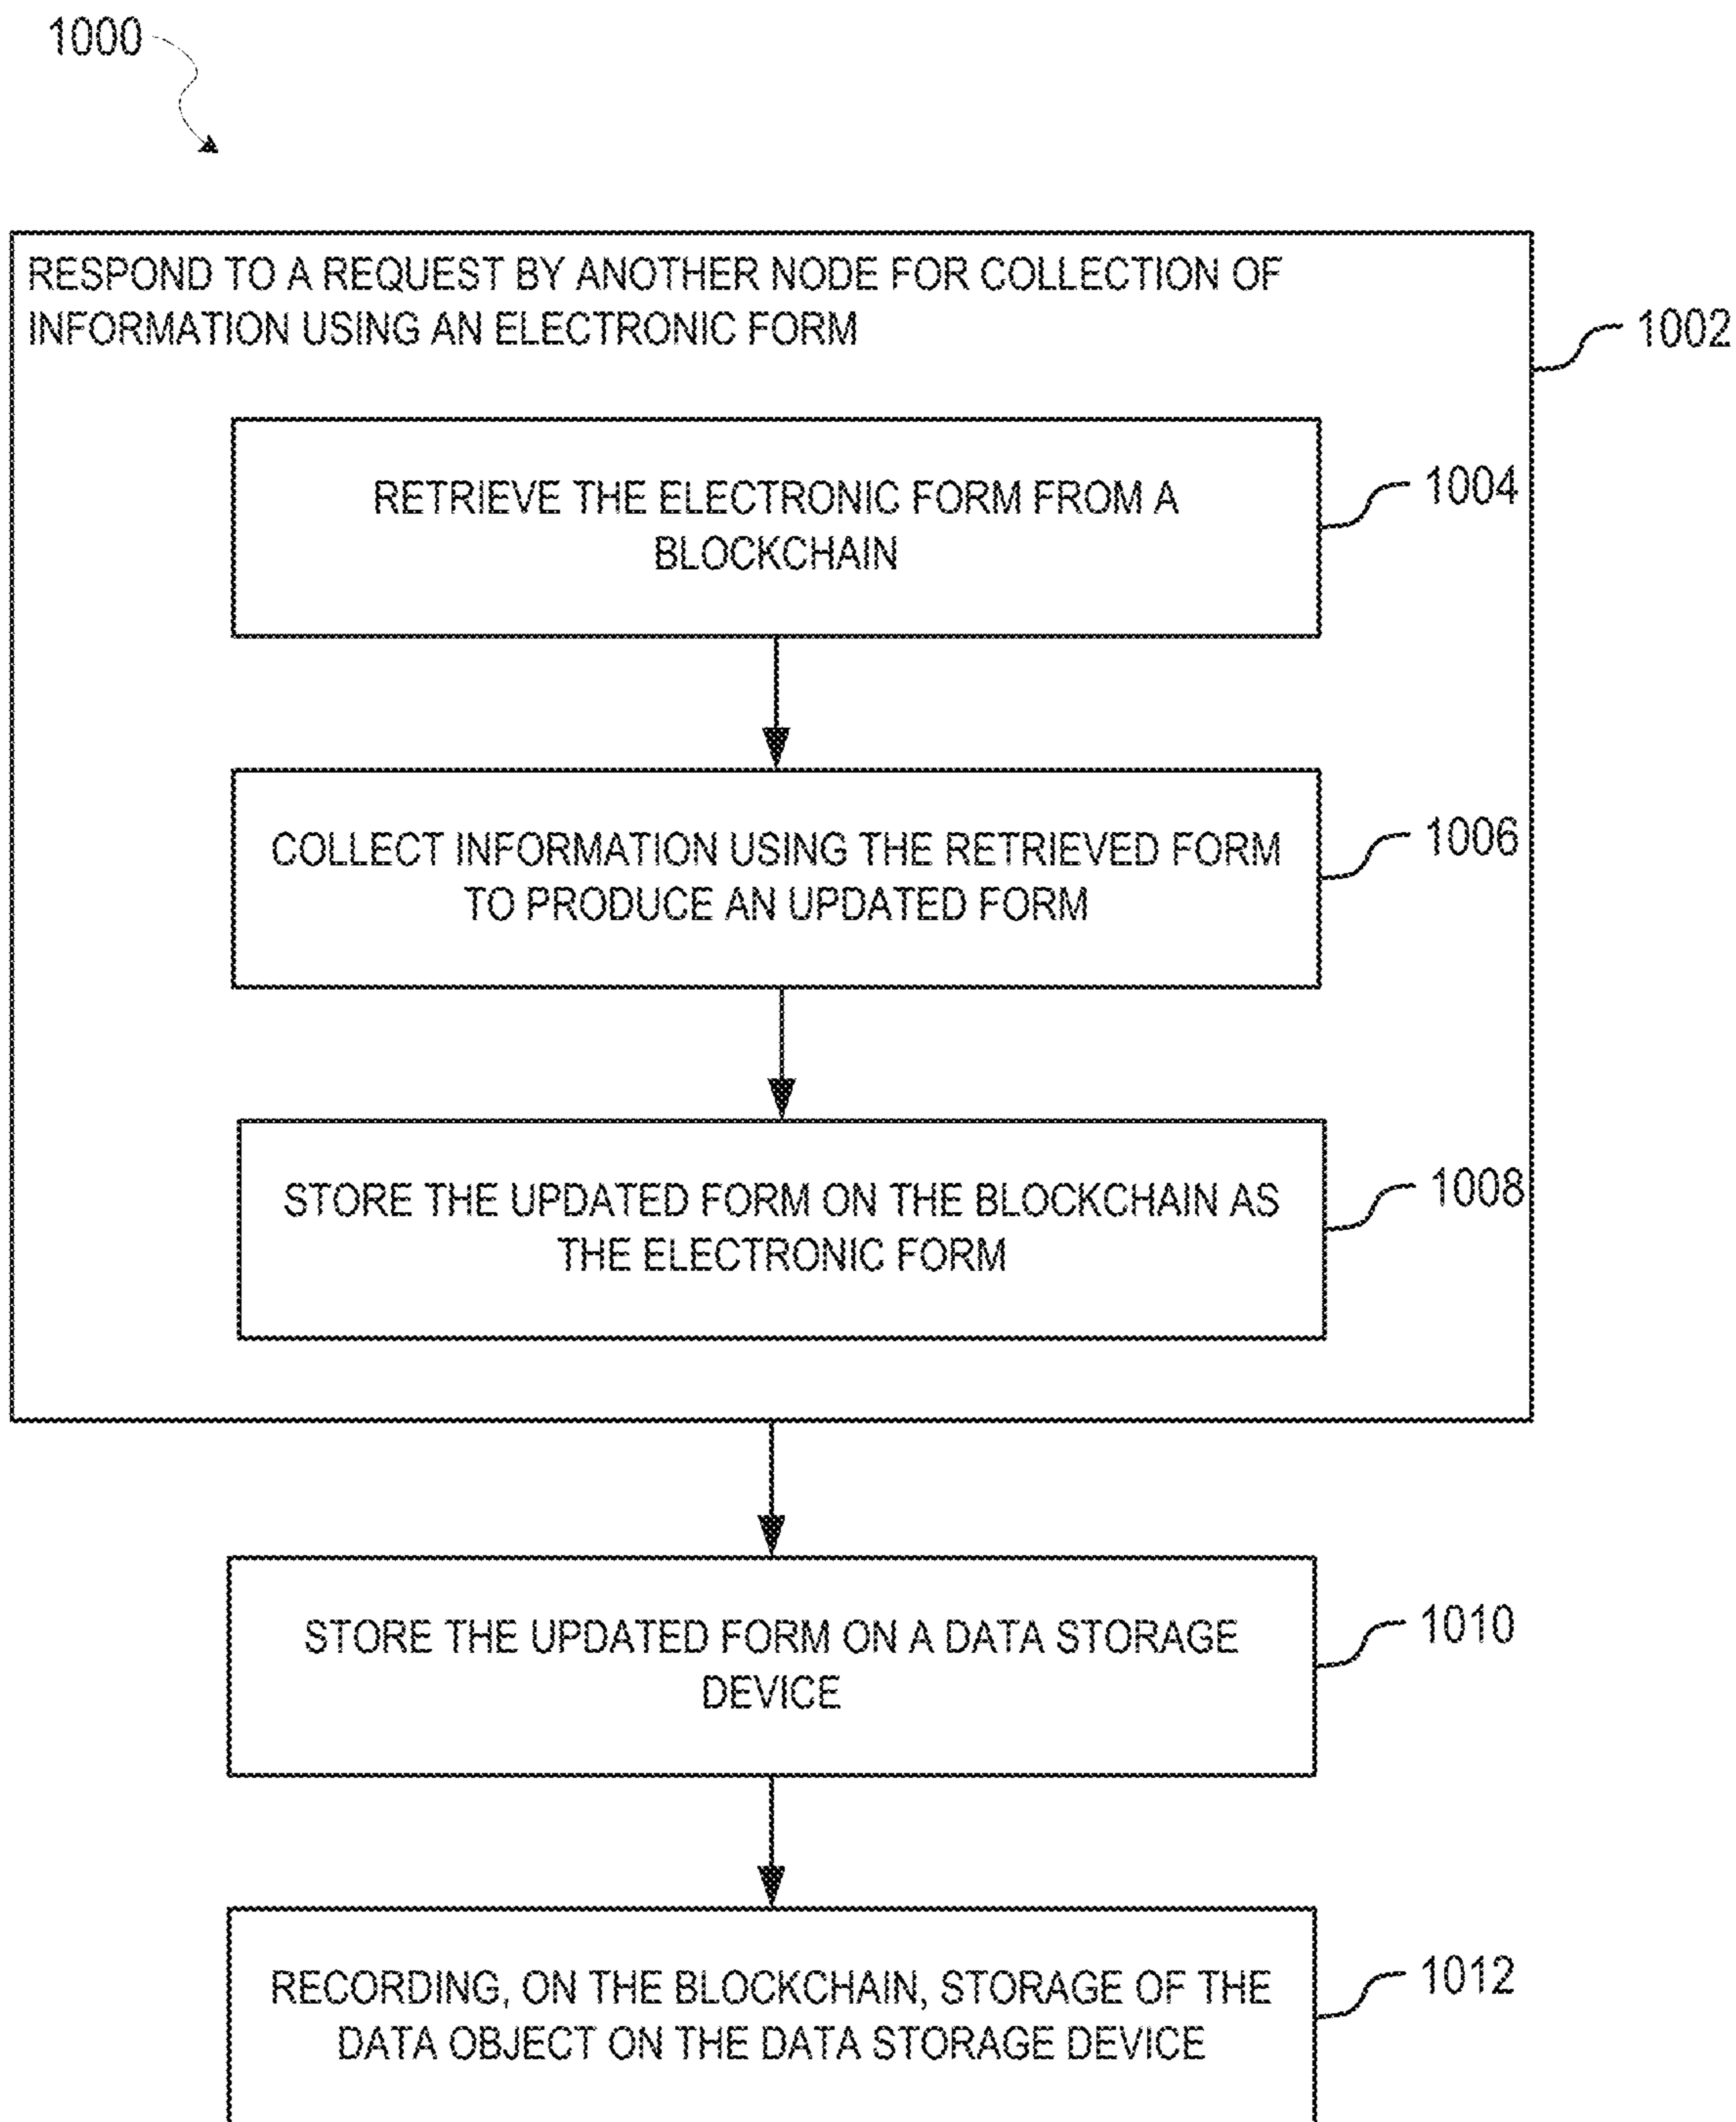 1000
RESPOND TO A REQUEST BY ANOTHER NODE FOR COLLECTION OF
INFORMATION USING AN ELECTRONIC FORM
1002
RETRIEVE THE ELECTRONIC FORM FROM A
BLOCKCHAIN
1004
COLLECT INFORMATION USING THE RETRIEVED FORM
TO PRODUCE AN UPDATED FORM
1006
STORE THE UPDATED FORM ON THE BLOCKCHAIN AS
THE ELECTRONIC FORM
1008
STORE THE UPDATED FORM ON A DATA STORAGE
DEVICE
1010
RECORDING, ON THE BLOCKCHAIN, STORAGE OF THE
DATA OBJECT ON THE DATA STORAGE DEVICE
1012